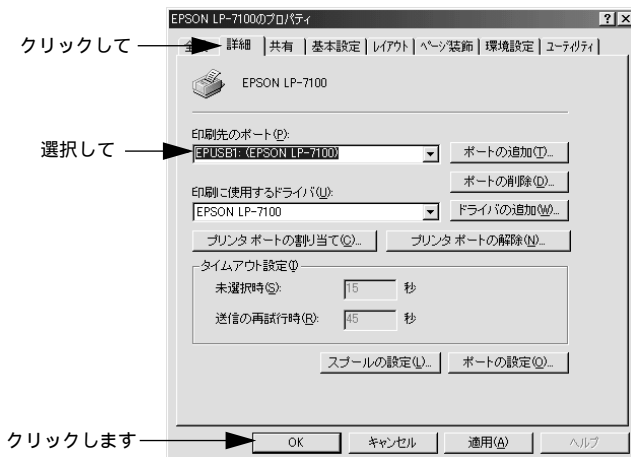 EPSON LP-7100のプロパティ
クリックして
詳細 共有 基本設定 レイアウト ページ装飾 環境設定 ユーティリティ
EPSON LP-7100
印刷先のポート(P):
選択して
EPUSB1: (EPSON LP-7100) ポートの追加(T)...
ポートの削除(D)...
印刷に使用するドライバ(U):
EPSON LP-7100 ドライバの追加(W)...
プリンタ ポートの割り当て(C)... プリンタ ポートの解除(N)...
タイムアウト設定(I)
未選択時(S): 15 秒
送信の再試行時(R): 45 秒
スプールの設定(L)... ポートの設定(O)...
クリックします
OK キャンセル 適用(A) ヘルプ